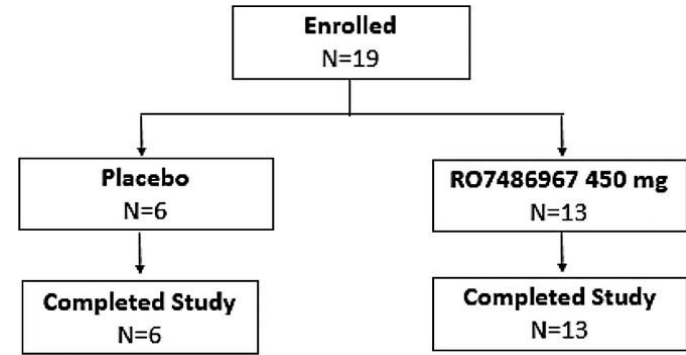 Enrolled
N=19
Placebo
N=6
RO7486967 450 mg
N=13
Completed Study
N=6
Completed Study
N=13